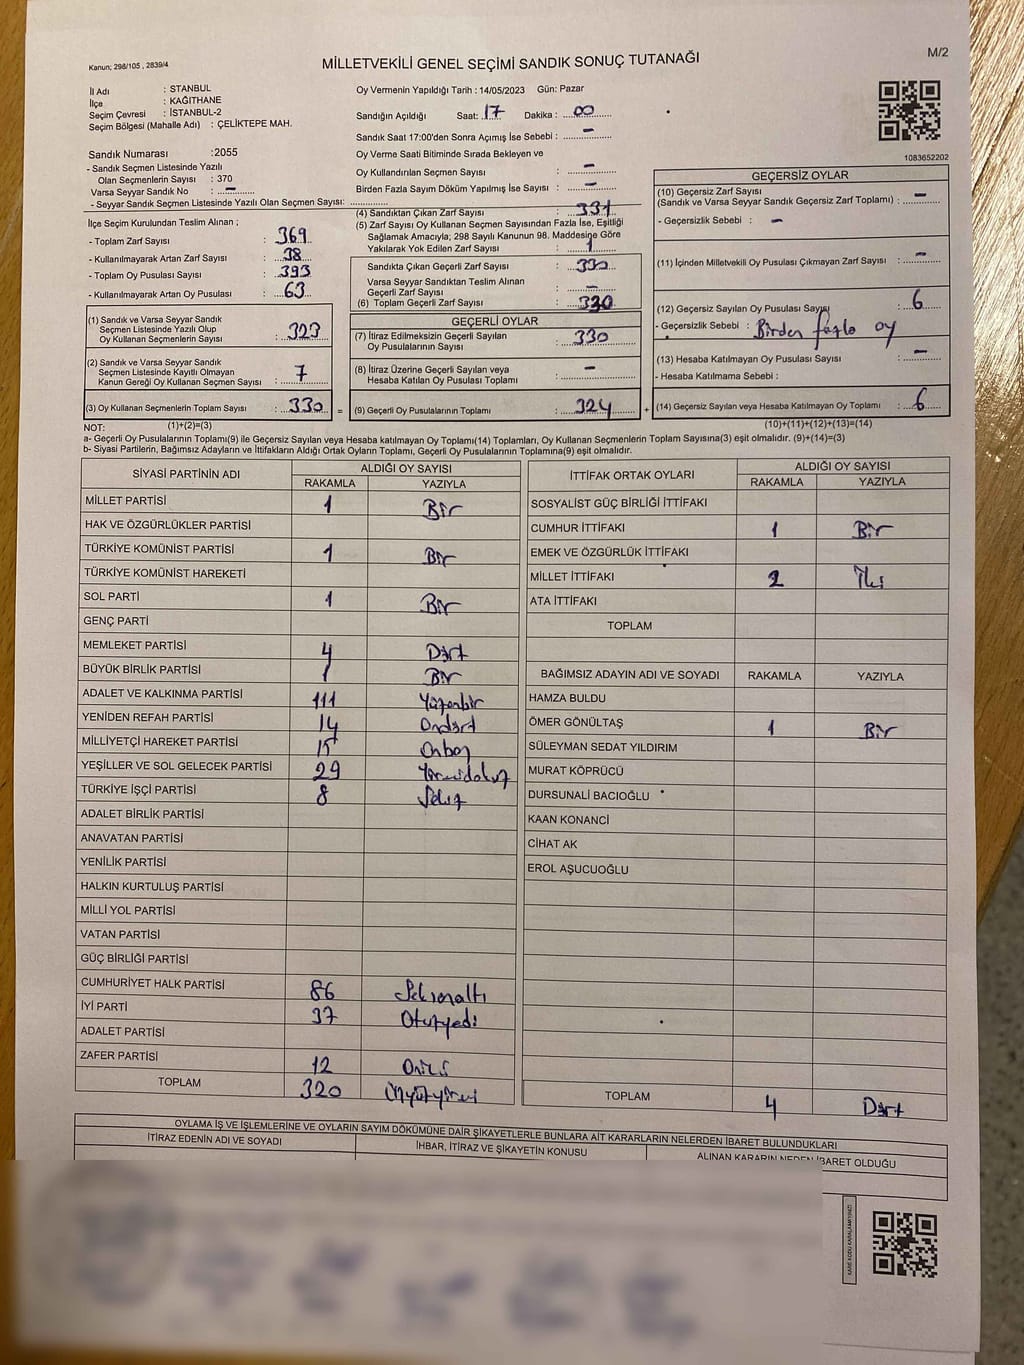 M/2
Kanun; 298/105 , 2839/4
MİLLETVEKİLİ GENEL SEÇİMİ SANDIK SONUÇ TUTANAĞI
İl Adı : STANBUL
İlçe : KAĞITHANE
Seçim Çevresi : İSTANBUL-2
Seçim Bölgesi (Mahalle Adı) : ÇELİKTEPE MAH.
Sandık Numarası :2055
- Sandık Seçmen Listesinde Yazılı
Olan Seçmenlerin Sayısı : 370
Varsa Seyyar Sandık No : –
- Seyyar Sandık Seçmen Listesinde Yazılı Olan Seçmen Sayısı: ..............
Oy Vermenin Yapıldığı Tarih : 14/05/2023 Gün: Pazar
Sandığın Açıldığı Saat: 17 Dakika : 00
Sandık Saat 17:00'den Sonra Açımış İse Sebebi : –
Oy Verme Saati Bitiminde Sırada Bekleyen ve
Oy Kullandırılan Seçmen Sayısı : –
Birden Fazla Sayım Döküm Yapılmış İse Sayısı : –
1083652202
İlçe Seçim Kurulundan Teslim Alınan ;
- Toplam Zarf Sayısı : 369
- Kullanılmayarak Artan Zarf Sayısı : 38
- Toplam Oy Pusulası Sayısı : 393
- Kullanılmayarak Artan Oy Pusulası : 63
(1) Sandık ve Varsa Seyyar Sandık
Seçmen Listesinde Yazılı Olup
Oy Kullanan Seçmenlerin Sayısı : 323
(2) Sandık ve Varsa Seyyar Sandık
Seçmen Listesinde Kayıtlı Olmayan
Kanun Gereği Oy Kullanan Seçmen Sayısı : 7
(3) Oy Kullanan Seçmenlerin Toplam Sayısı : 330 =
(4) Sandıktan Çıkan Zarf Sayısı : 331
(5) Zarf Sayısı Oy Kullanan Seçmen Sayısından Fazla İse, Eşitliği
Sağlamak Amacıyla; 298 Sayılı Kanunun 98. Maddesine Göre
Yakılarak Yok Edilen Zarf Sayısı : 1
Sandıkta Çıkan Geçerli Zarf Sayısı : 330
Varsa Seyyar Sandıktan Teslim Alınan
Geçerli Zarf Sayısı : –
(6) Toplam Geçerli Zarf Sayısı : 330
GEÇERLİ OYLAR
(7) İtiraz Edilmeksizin Geçerli Sayılan
Oy Pusulalarının Sayısı : 330
(8) İtiraz Üzerine Geçerli Sayılan veya
Hesaba Katılan Oy Pusulası Toplamı : –
(9) Geçerli Oy Pusulalarının Toplamı : 324 +
GEÇERSİZ OYLAR
(10) Geçersiz Zarf Sayısı
(Sandık ve Varsa Seyyar Sandık Geçersiz Zarf Toplamı) : –
- Geçersizlik Sebebi : –
(11) İçinden Milletvekili Oy Pusulası Çıkmayan Zarf Sayısı : –
(12) Geçersiz Sayılan Oy Pusulası Sayısı : 6
- Geçersizlik Sebebi : Birden fazla oy
(13) Hesaba Katılmayan Oy Pusulası Sayısı : –
- Hesaba Katılmama Sebebi :
(14) Geçersiz Sayılan veya Hesaba Katılmayan Oy Toplamı : 6
NOT: (1)+(2)=(3) (10)+(11)+(12)+(13)=(14)
a- Geçerli Oy Pusulalarının Toplamı(9) ile Geçersiz Sayılan veya Hesaba katılmayan Oy Toplamı(14) Toplamları, Oy Kullanan Seçmenlerin Toplam Sayısına(3) eşit olmalıdır. (9)+(14)=(3)
b- Siyasi Partilerin, Bağımsız Adayların ve İttifakların Aldığı Ortak Oyların Toplamı, Geçerli Oy Pusulalarının Toplamına(9) eşit olmalıdır.
SİYASİ PARTİNİN ADI ALDIĞI OY SAYISI
RAKAMLA YAZIYLA
MİLLET PARTİSİ 1 Bir
HAK VE ÖZGÜRLÜKLER PARTİSİ
TÜRKİYE KOMÜNİST PARTİSİ 1 Bir
TÜRKİYE KOMÜNİST HAREKETİ
SOL PARTİ 1 Bir
GENÇ PARTİ
MEMLEKET PARTİSİ 4 Dört
BÜYÜK BİRLİK PARTİSİ 1 Bir
ADALET VE KALKINMA PARTİSİ 111 Yüzonbir
YENİDEN REFAH PARTİSİ 14 Ondört
MİLLİYETÇİ HAREKET PARTİSİ 15 Onbeş
YEŞİLLER VE SOL GELECEK PARTİSİ 29 Yirmidokuz
TÜRKİYE İŞÇİ PARTİSİ 8 Sekiz
ADALET BİRLİK PARTİSİ
ANAVATAN PARTİSİ
YENİLİK PARTİSİ
HALKIN KURTULUŞ PARTİSİ
MİLLİ YOL PARTİSİ
VATAN PARTİSİ
GÜÇ BİRLİĞİ PARTİSİ
CUMHURİYET HALK PARTİSİ 86 Seksenaltı
İYİ PARTİ 37 Otuzyedi
ADALET PARTİSİ
ZAFER PARTİSİ 12 Oniki
TOPLAM 320 Üçyüzyirmi
İTTİFAK ORTAK OYLARI ALDIĞI OY SAYISI
RAKAMLA YAZIYLA
SOSYALİST GÜÇ BİRLİĞİ İTTİFAKI
CUMHUR İTTİFAKI 1 Bir
EMEK VE ÖZGÜRLÜK İTTİFAKI
MİLLET İTTİFAKI 2 İki
ATA İTTİFAKI
TOPLAM
BAĞIMSIZ ADAYIN ADI VE SOYADI RAKAMLA YAZIYLA
HAMZA BULDU
ÖMER GÖNÜLTAŞ 1 Bir
SÜLEYMAN SEDAT YILDIRIM
MURAT KÖPRÜCÜ
DURSUNALİ BACIOĞLU
KAAN KONANCİ
CİHAT AK
EROL AŞUCUOĞLU
TOPLAM 4 Dört
OYLAMA İŞ VE İŞLEMLERİNE VE OYLARIN SAYIM DÖKÜMÜNE DAİR ŞİKAYETLERLE BUNLARA AİT KARARLARIN NELERDEN İBARET BULUNDUKLARI
İTİRAZ EDENİN ADI VE SOYADI İHBAR, İTİRAZ VE ŞİKAYETİN KONUSU ALINAN KARARIN NEDEN İBARET OLDUĞU
KARE KODU KARALAMAYINIZ!